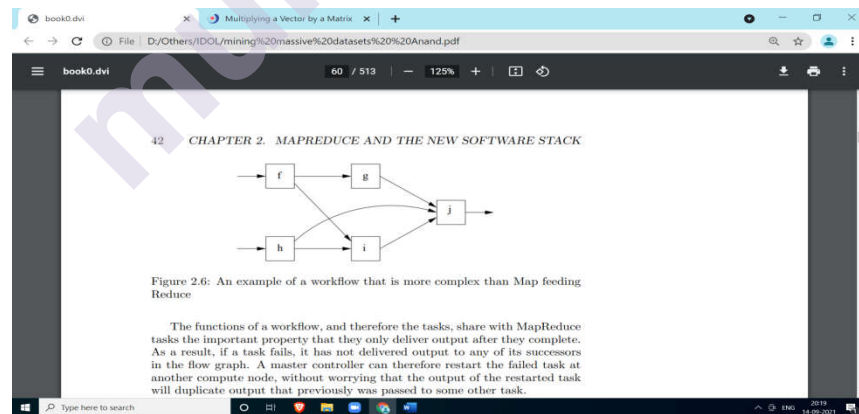 book0.dvi
Multiplying a Vector by a Matrix
File D:/Others/IDOL/mining%20massive%20datasets%20%20Anand.pdf
book0.dvi 60 / 513 125%
42 CHAPTER 2. MAPREDUCE AND THE NEW SOFTWARE STACK
f g
j
h i
Figure 2.6: An example of a workflow that is more complex than Map feeding
Reduce
The functions of a workflow, and therefore the tasks, share with MapReduce
tasks the important property that they only deliver output after they complete.
As a result, if a task fails, it has not delivered output to any of its successors
in the flow graph. A master controller can therefore restart the failed task at
another compute node, without worrying that the output of the restarted task
will duplicate output that previously was passed to some other task.
Type here to search
ENG
20:19
14-09-2021